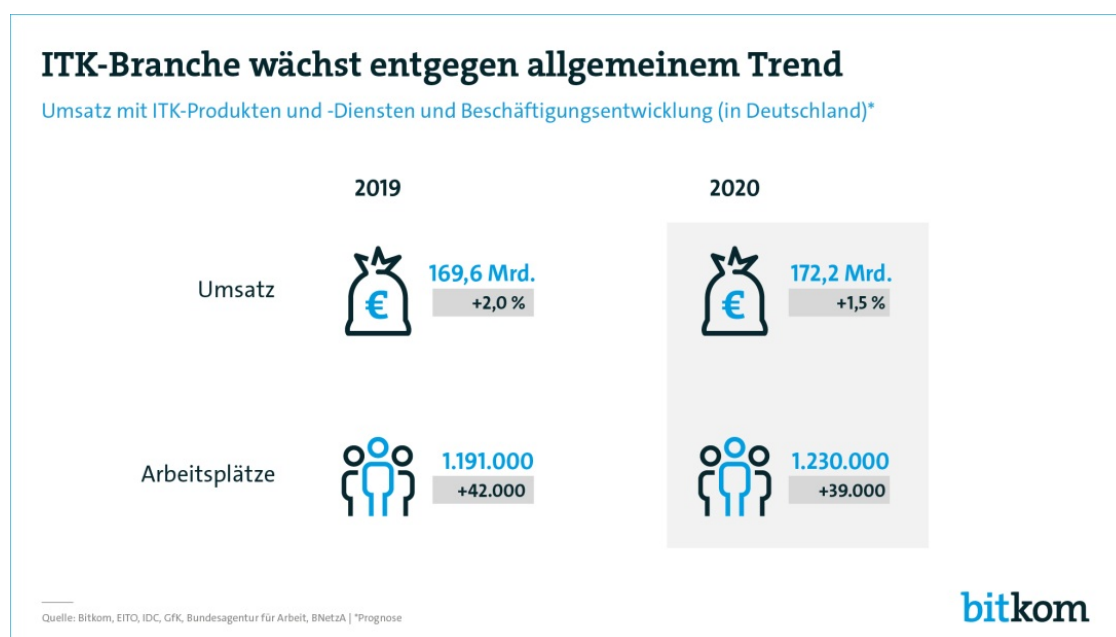 ITK-Branche wächst entgegen allgemeinem Trend
Umsatz mit ITK-Produkten und -Diensten und Beschäftigungsentwicklung (in Deutschland)*
2019
2020
Umsatz
€
169,6 Mrd.
+2,0 %
€
172,2 Mrd.
+1,5 %
Arbeitsplätze
1.191.000
+42.000
1.230.000
+39.000
Quelle: Bitkom, EITO, IDC, GfK, Bundesagentur für Arbeit, BNetzA | *Prognose
bitkom